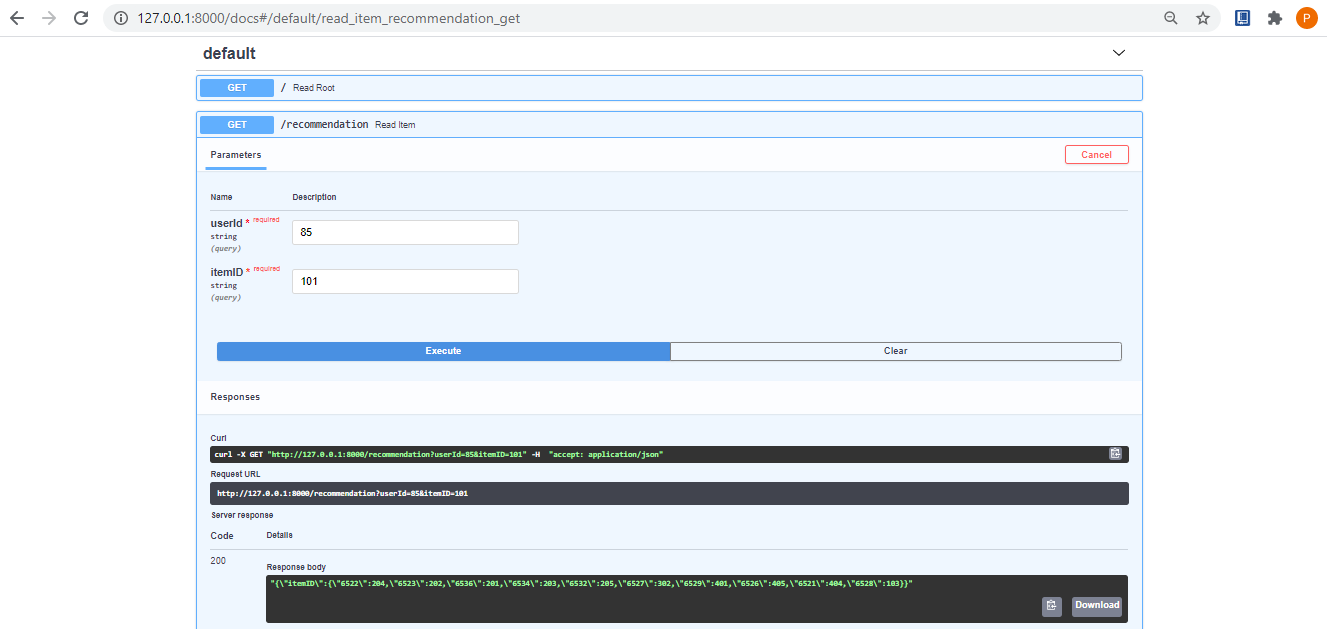 127.0.0.1:8000/docs#/default/read_item_recommendation_get
P
default
GET / Read Root
GET /recommendation Read Item
Parameters
Cancel
Name Description
userId * required
string
(query)
85
itemID * required
string
(query)
101
Execute Clear
Responses
Curl
curl -X GET "http://127.0.0.1:8000/recommendation?userId=85&itemID=101" -H  "accept: application/json"
Request URL
http://127.0.0.1:8000/recommendation?userId=85&itemID=101
Server response
Code Details
200
Response body
"{\"itemID\":{\"6522\":204,\"6523\":202,\"6536\":201,\"6534\":203,\"6532\":205,\"6527\":302,\"6529\":401,\"6526\":405,\"6521\":404,\"6528\":103}}"
Download